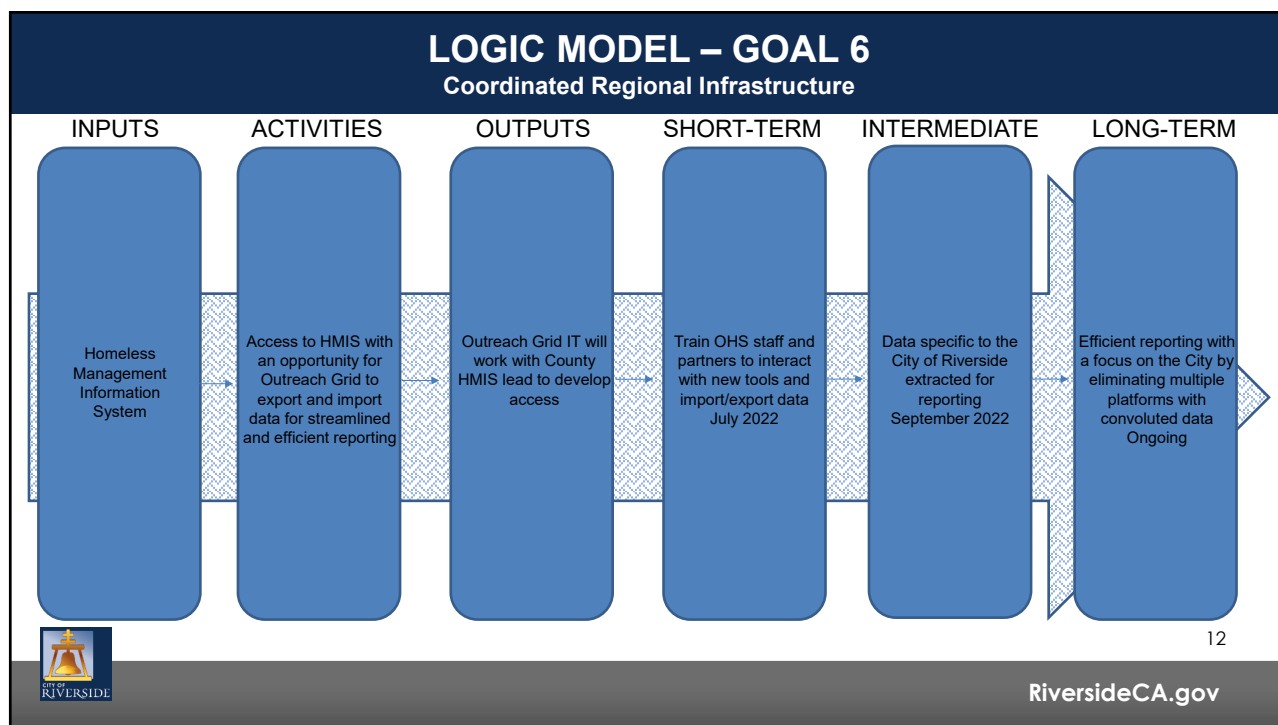 LOGIC MODEL – GOAL 6
Coordinated Regional Infrastructure
INPUTS
ACTIVITIES
OUTPUTS
SHORT-TERM
INTERMEDIATE
LONG-TERM
Homeless
Management
Information
System
Access to HMIS with
an opportunity for
Outreach Grid to
export and import
data for streamlined
and efficient reporting
Outreach Grid IT will
work with County
HMIS lead to develop
access
Train OHS staff and
partners to interact
with new tools and
import/export data
July 2022
Data specific to the
City of Riverside
extracted for
reporting
September 2022
Efficient reporting with
a focus on the City by
eliminating multiple
platforms with
convoluted data
Ongoing
12
CITY OF
RIVERSIDE
RiversideCA.gov